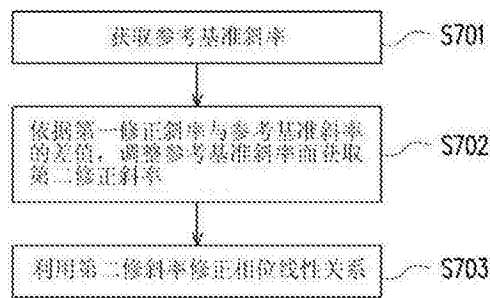 获取参考基准斜率
S701
依据第一修正斜率与参考基准斜率
的差值，调整参考基准斜率而获取
第二修正斜率
S702
利用第二修斜率修正相位线性关系
S703